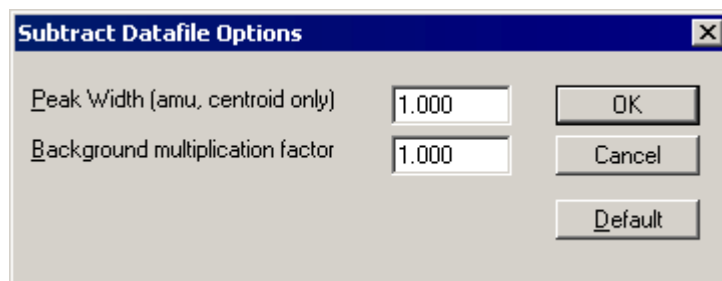 Subtract Datafile Options
Peak Width (amu, centroid only) 1.000 OK
Background multiplication factor 1.000 Cancel
Default